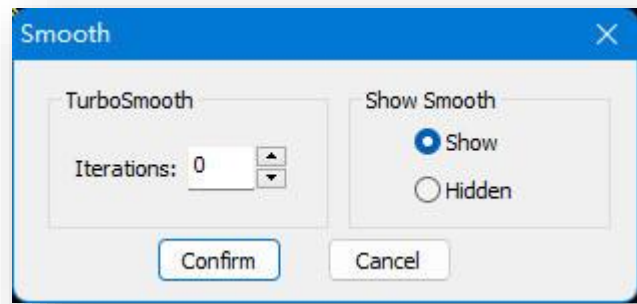 Smooth
TurboSmooth
Iterations: 0
Show Smooth
Show
Hidden
Confirm
Cancel